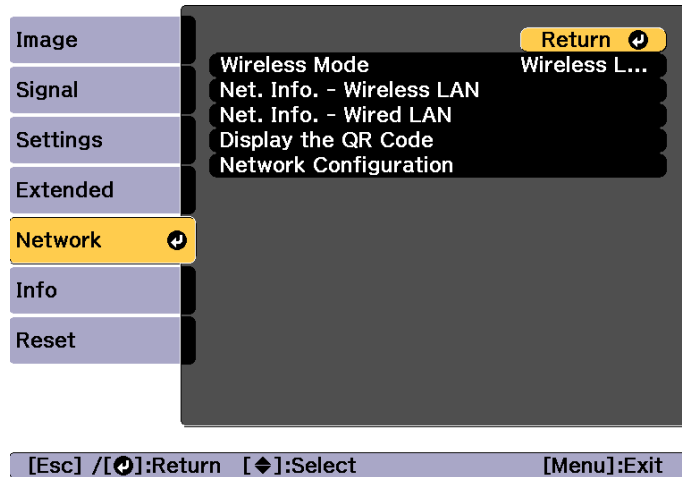 Image
Signal
Settings
Extended
Network
Info
Reset
Return
Wireless Mode Wireless L...
Net. Info. - Wireless LAN
Net. Info. - Wired LAN
Display the QR Code
Network Configuration
[Esc] /[↵]:Return [◆]:Select [Menu]:Exit